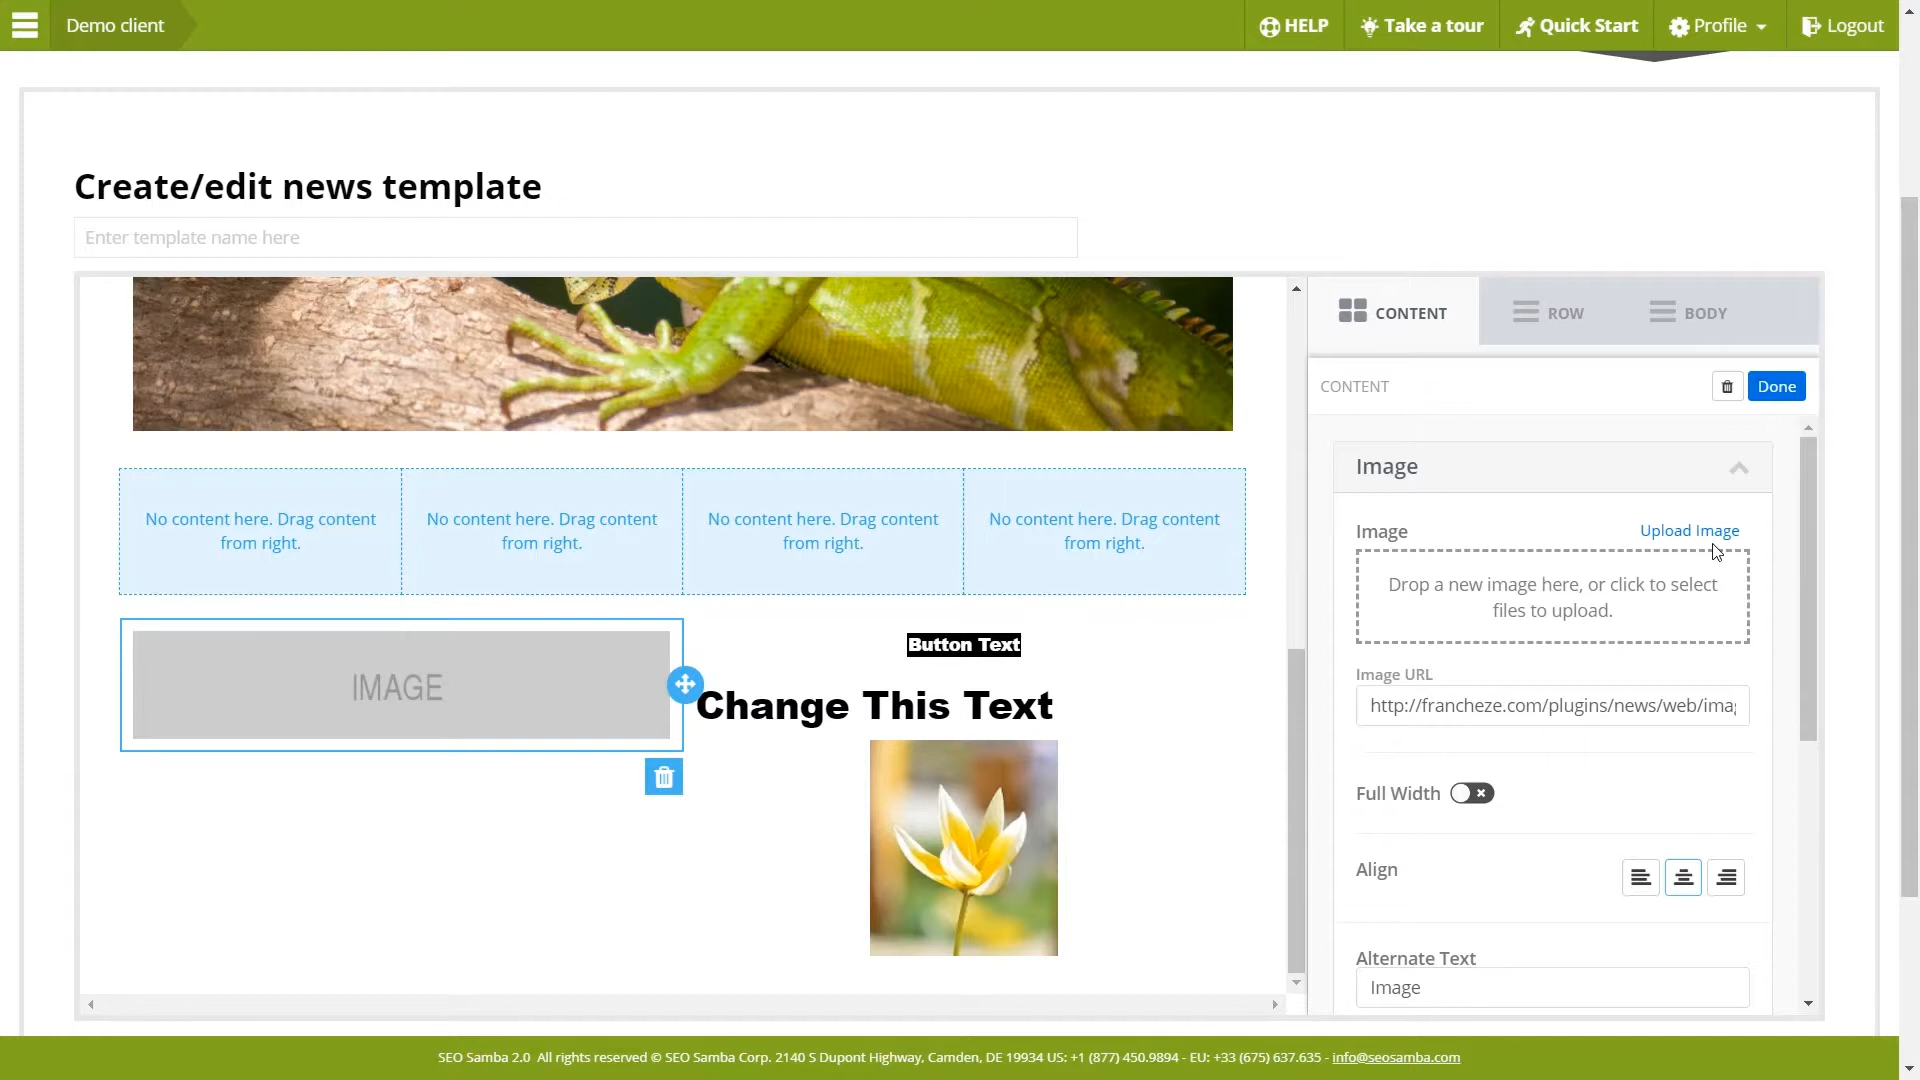 Demo client
HELP
Take a tour
Quick Start
Profile
Logout
Create/edit news template
Enter template name here
CONTENT
ROW
BODY
CONTENT
Done
Image
Image
Upload Image
Drop a new image here, or click to select
files to upload.
Image URL
http://francheze.com/plugins/news/web/ima
Full Width
Align
Alternate Text
Image
No content here. Drag content
from right.
No content here. Drag content
from right.
No content here. Drag content
from right.
No content here. Drag content
from right.
IMAGE
Button Text
Change This Text
SEO Samba 2.0 All rights reserved © SEO Samba Corp. 2140 S Dupont Highway, Camden, DE 19934 US: +1 (877) 450.9894 - EU: +33 (675) 637.635 - info@seosamba.com